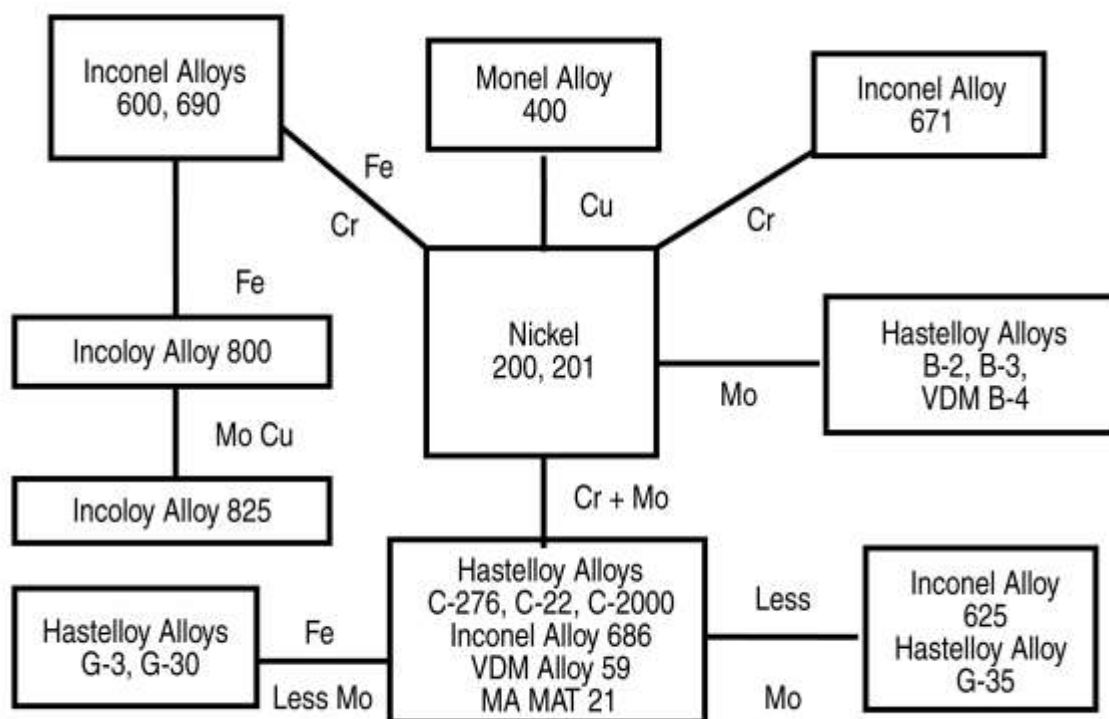 Inconel Alloys
600, 690
Monel Alloy
400
Inconel Alloy
671
Fe
Cr
Cu
Cr
Fe
Nickel
200, 201
Hastelloy Alloys
B-2, B-3,
VDM B-4
Mo
Incoloy Alloy 800
Mo Cu
Incoloy Alloy 825
Cr + Mo
Hastelloy Alloys
G-3, G-30
Fe
Less Mo
Hastelloy Alloys
C-276, C-22, C-2000
Inconel Alloy 686
VDM Alloy 59
MA MAT 21
Less
Mo
Inconel Alloy
625
Hastelloy Alloy
G-35